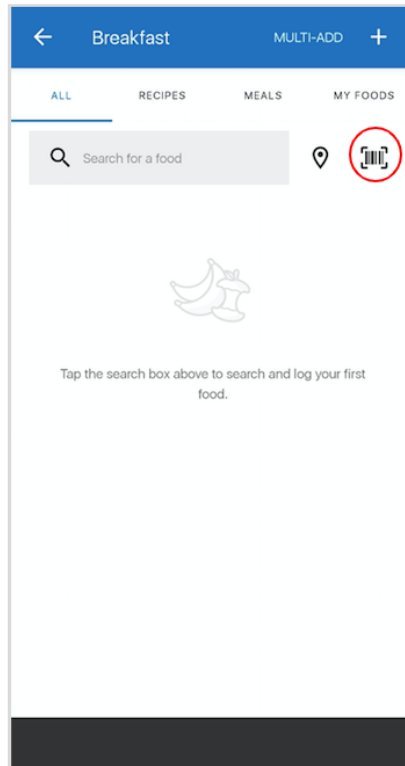 Breakfast MULTI-ADD +
ALL RECIPES MEALS MY FOODS
Search for a food
Tap the search box above to search and log your first
food.